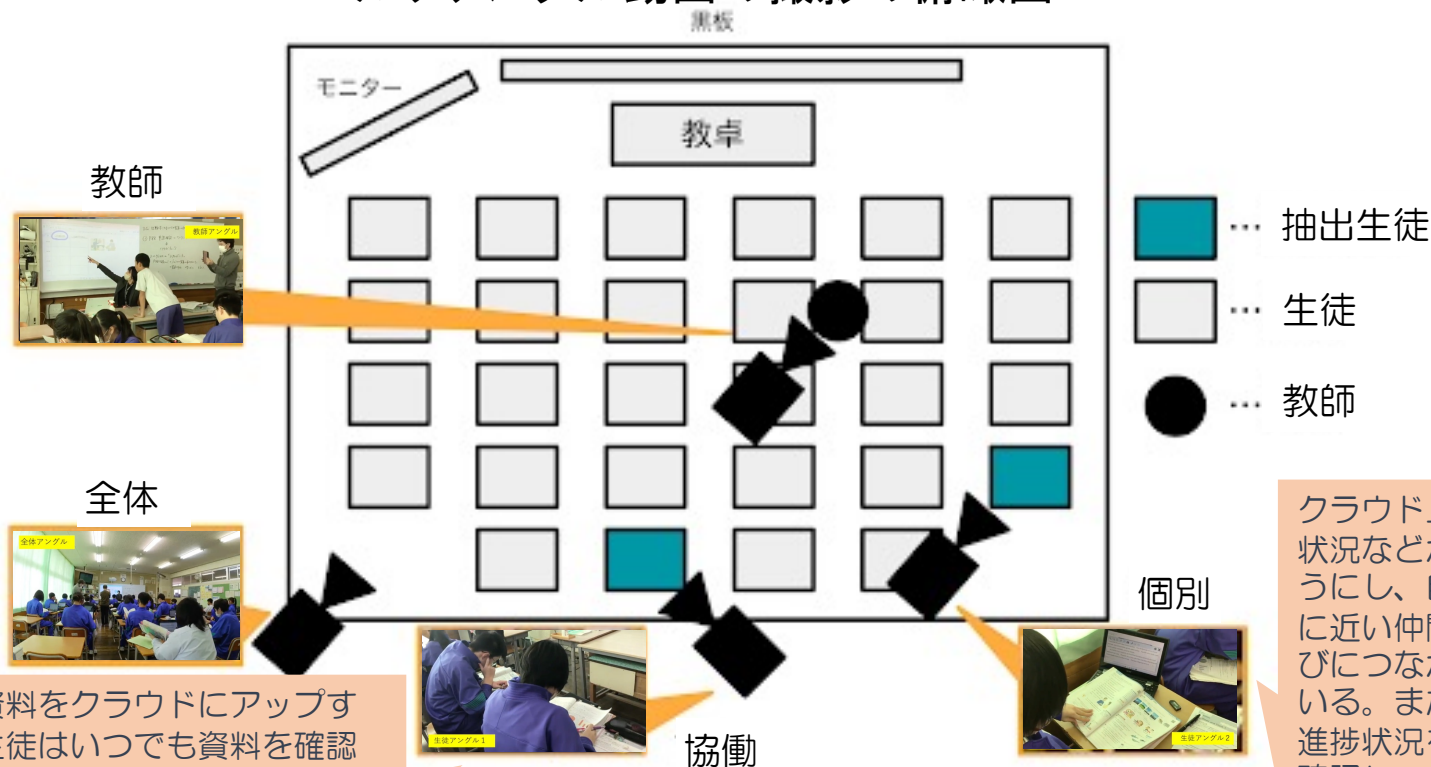 黒板
モニター
教卓
教師
教師アングル
… 抽出生徒
… 生徒
… 教師
全体
全体アングル
クラウド
状況などが
うにし、
に近い仲間
びにつなが
いる。また
進捗状況を
個別
生徒アングル2
生徒アングル1
協働
資料をクラウドにアップす
生徒はいつでも資料を確認